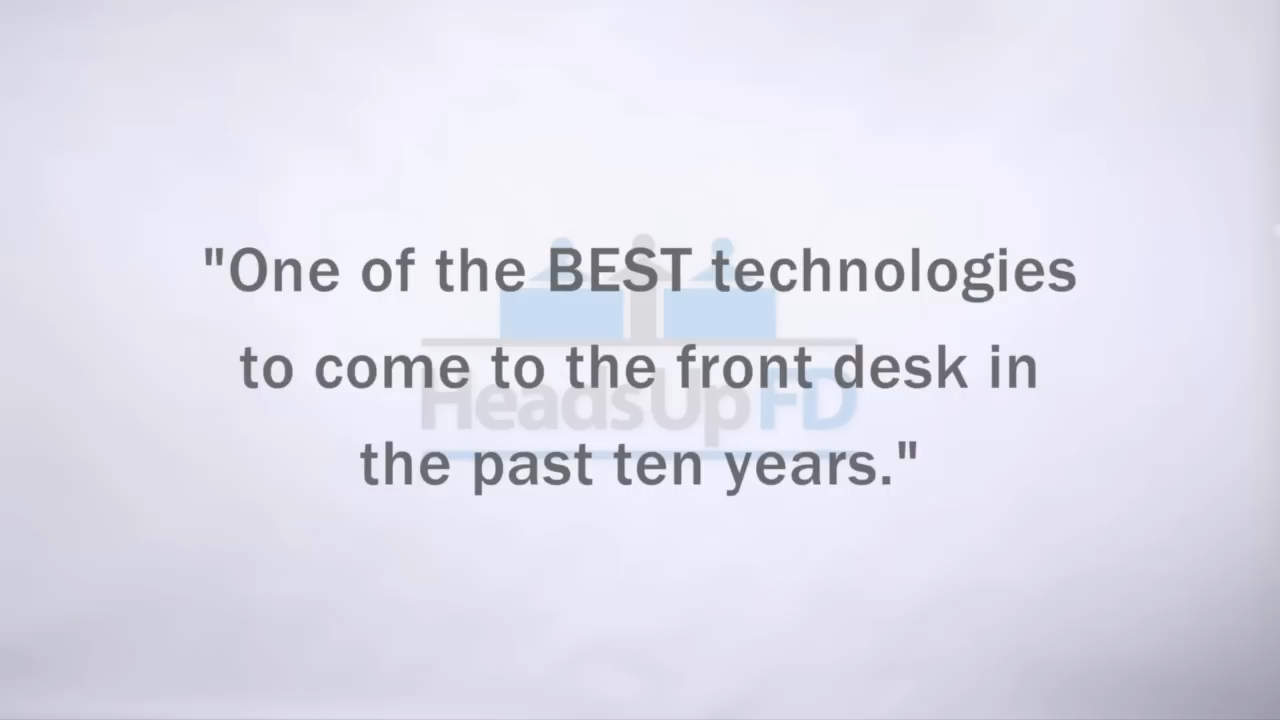 "One of the BEST technologies
to come to the front desk in
HeadsUpFD
the past ten years."